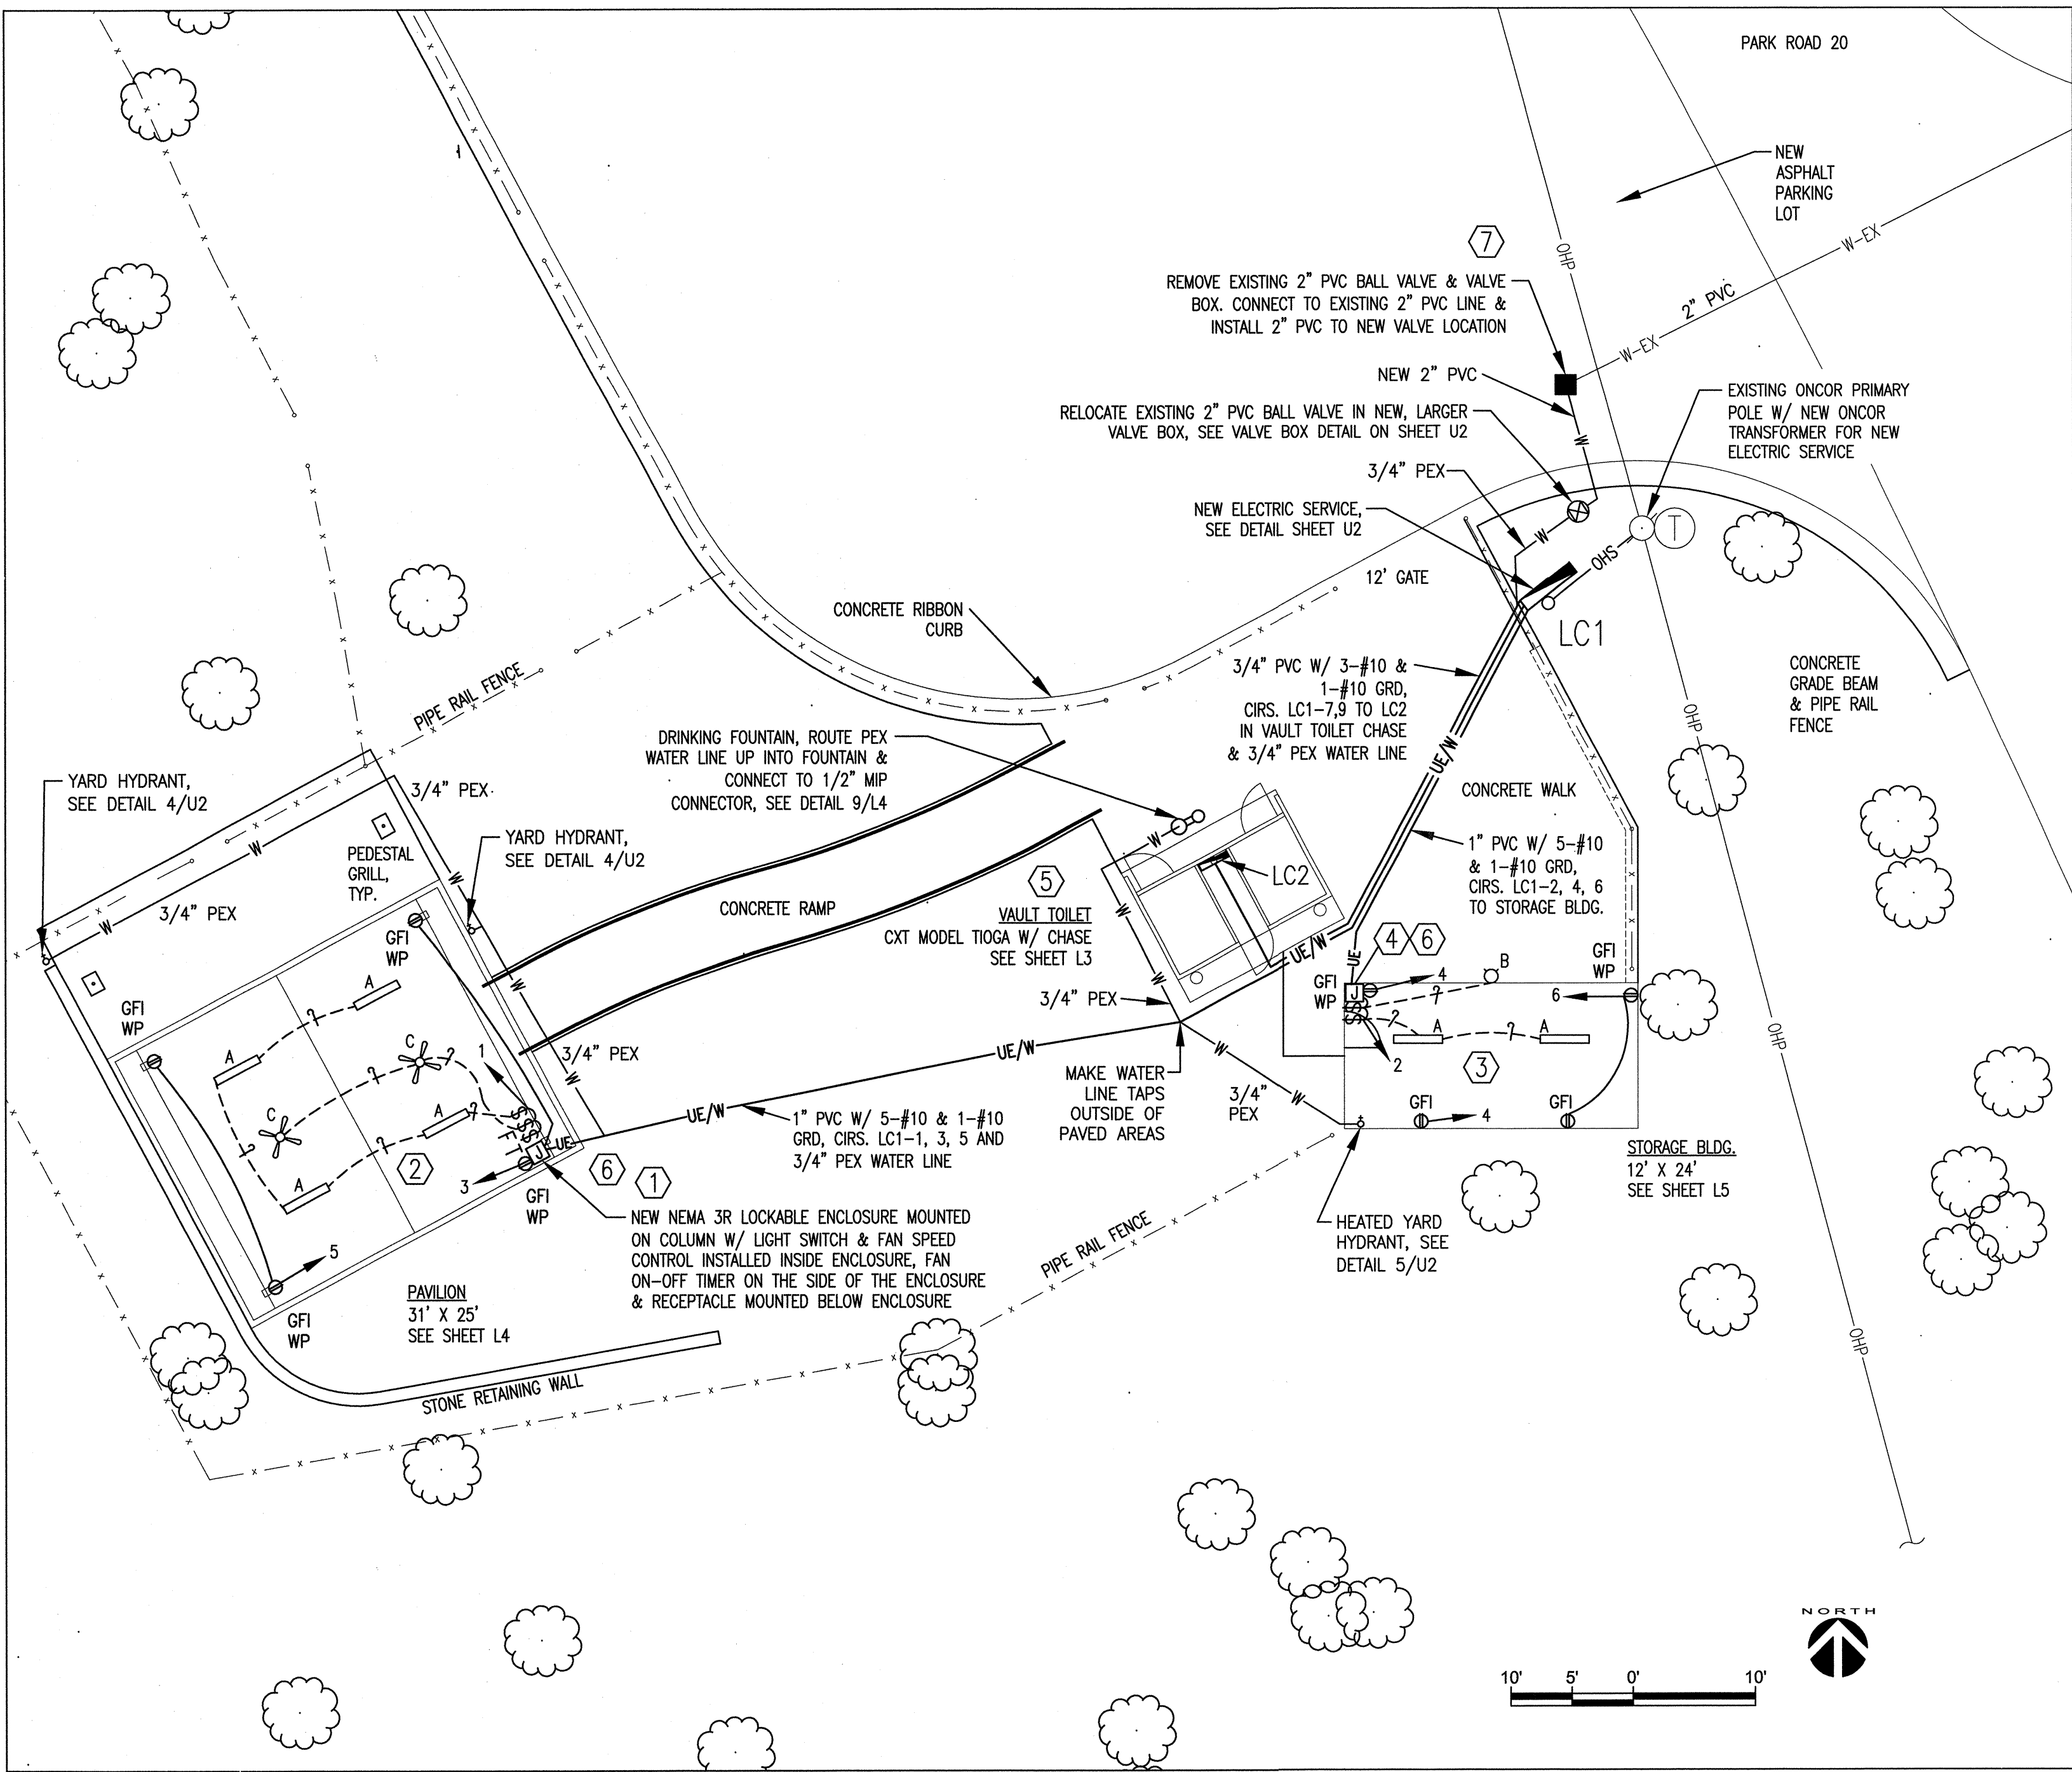 PARK ROAD 20
NEW
ASPHALT
PARKING
LOT
7
REMOVE EXISTING 2" PVC BALL VALVE & VALVE
BOX. CONNECT TO EXISTING 2" PVC LINE &
INSTALL 2" PVC TO NEW VALVE LOCATION
OHP
W-EX
2" PVC
W-EX
NEW 2" PVC
W
RELOCATE EXISTING 2" PVC BALL VALVE IN NEW, LARGER
VALVE BOX, SEE VALVE BOX DETAIL ON SHEET U2
EXISTING ONCOR PRIMARY
POLE W/ NEW ONCOR
TRANSFORMER FOR NEW
ELECTRIC SERVICE
3/4" PEX
NEW ELECTRIC SERVICE,
SEE DETAIL SHEET U2
W
T
OHS
12' GATE
LC1
CONCRETE RIBBON
CURB
3/4" PVC W/ 3-#10 &
1-#10 GRD,
CIRS. LC1-7,9 TO LC2
IN VAULT TOILET CHASE
& 3/4" PEX WATER LINE
UE/W
OHP
CONCRETE
GRADE BEAM
& PIPE RAIL
FENCE
PIPE RAIL FENCE
DRINKING FOUNTAIN, ROUTE PEX
WATER LINE UP INTO FOUNTAIN &
CONNECT TO 1/2" MIP
CONNECTOR, SEE DETAIL 9/L4
CONCRETE WALK
YARD HYDRANT,
SEE DETAIL 4/U2
3/4" PEX
YARD HYDRANT,
SEE DETAIL 4/U2
W
W
PEDESTAL
GRILL,
TYP.
3/4" PEX
W
W
1" PVC W/ 5-#10
& 1-#10 GRD,
CIRS. LC1-2, 4, 6
TO STORAGE BLDG.
LC2
5
VAULT TOILET
CXT MODEL TIOGA W/ CHASE
SEE SHEET L3
CONCRETE RAMP
W
W
3/4" PEX
UE/W
UE
4
6
GFI
WP
J
4
B
GFI
WP
6
SSS
A
A
2
3
GFI
4
GFI
GFI
WP
W
GFI
WP
A
A
C
C
1
A
A
SSS
F
T
J
UE
3
GFI
WP
2
5
GFI
WP
3/4" PEX
W
UE/W
UE/W
1" PVC W/ 5-#10 & 1-#10
GRD, CIRS. LC1-1, 3, 5 AND
3/4" PEX WATER LINE
MAKE WATER
LINE TAPS
OUTSIDE OF
PAVED AREAS
W
3/4"
PEX
W
OHP
STORAGE BLDG.
12' X 24'
SEE SHEET L5
6
1
NEW NEMA 3R LOCKABLE ENCLOSURE MOUNTED
ON COLUMN W/ LIGHT SWITCH & FAN SPEED
CONTROL INSTALLED INSIDE ENCLOSURE, FAN
ON-OFF TIMER ON THE SIDE OF THE ENCLOSURE
& RECEPTACLE MOUNTED BELOW ENCLOSURE
PIPE RAIL FENCE
HEATED YARD
HYDRANT, SEE
DETAIL 5/U2
PAVILION
31' X 25'
SEE SHEET L4
OHP
STONE RETAINING WALL
NORTH
10' 5' 0' 10'